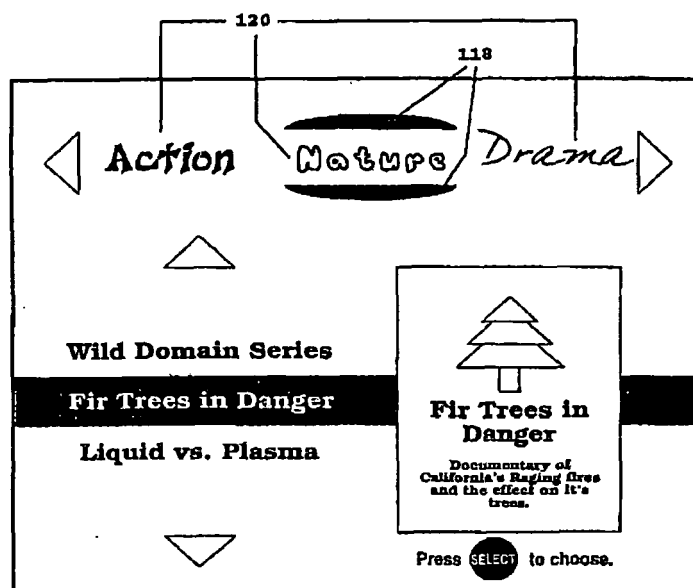 120
118
Action Nature Drama
Wild Domain Series
Fir Trees in Danger
Liquid vs. Plasma
Fir Trees in
Danger
Documentary of
California's Raging fires
and the effect on it's
trees.
Press SELECT to choose.